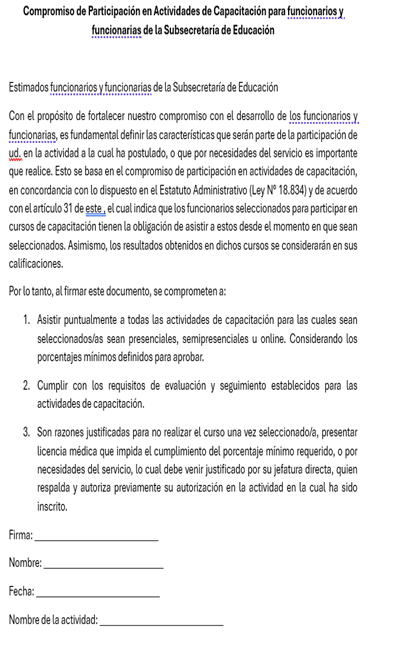 Compromiso de Participación en Actividades de Capacitación para funcionarios y
funcionarias de la Subsecretaría de Educación
Estimados funcionarios y funcionarias de la Subsecretaría de Educación
Con el propósito de fortalecer nuestro compromiso con el desarrollo de los funcionarios y
funcionarias, es fundamental definir las características que serán parte de la participación de
ud. en la actividad a la cual ha postulado, o que por necesidades del servicio es importante
que realice. Esto se basa en el compromiso de participación en actividades de capacitación,
en concordancia con lo dispuesto en el Estatuto Administrativo (Ley N° 18.834) y de acuerdo
con el artículo 31 de este , el cual indica que los funcionarios seleccionados para participar en
cursos de capacitación tienen la obligación de asistir a estos desde el momento en que sean
seleccionados. Asimismo, los resultados obtenidos en dichos cursos se considerarán en sus
calificaciones.
Por lo tanto, al firmar este documento, se comprometen a:
1. Asistir puntualmente a todas las actividades de capacitación para las cuales sean
seleccionados/as sean presenciales, semipresenciales u online. Considerando los
porcentajes mínimos definidos para aprobar.
2. Cumplir con los requisitos de evaluación y seguimiento establecidos para las
actividades de capacitación.
3. Son razones justificadas para no realizar el curso una vez seleccionado/a, presentar
licencia médica que impida el cumplimiento del porcentaje mínimo requerido, o por
necesidades del servicio, lo cual debe venir justificado por su jefatura directa, quien
respalda y autoriza previamente su autorización en la actividad en la cual ha sido
inscrito.
Firma: ____________________
Nombre: ____________________
Fecha: ____________________
Nombre de la actividad: ____________________